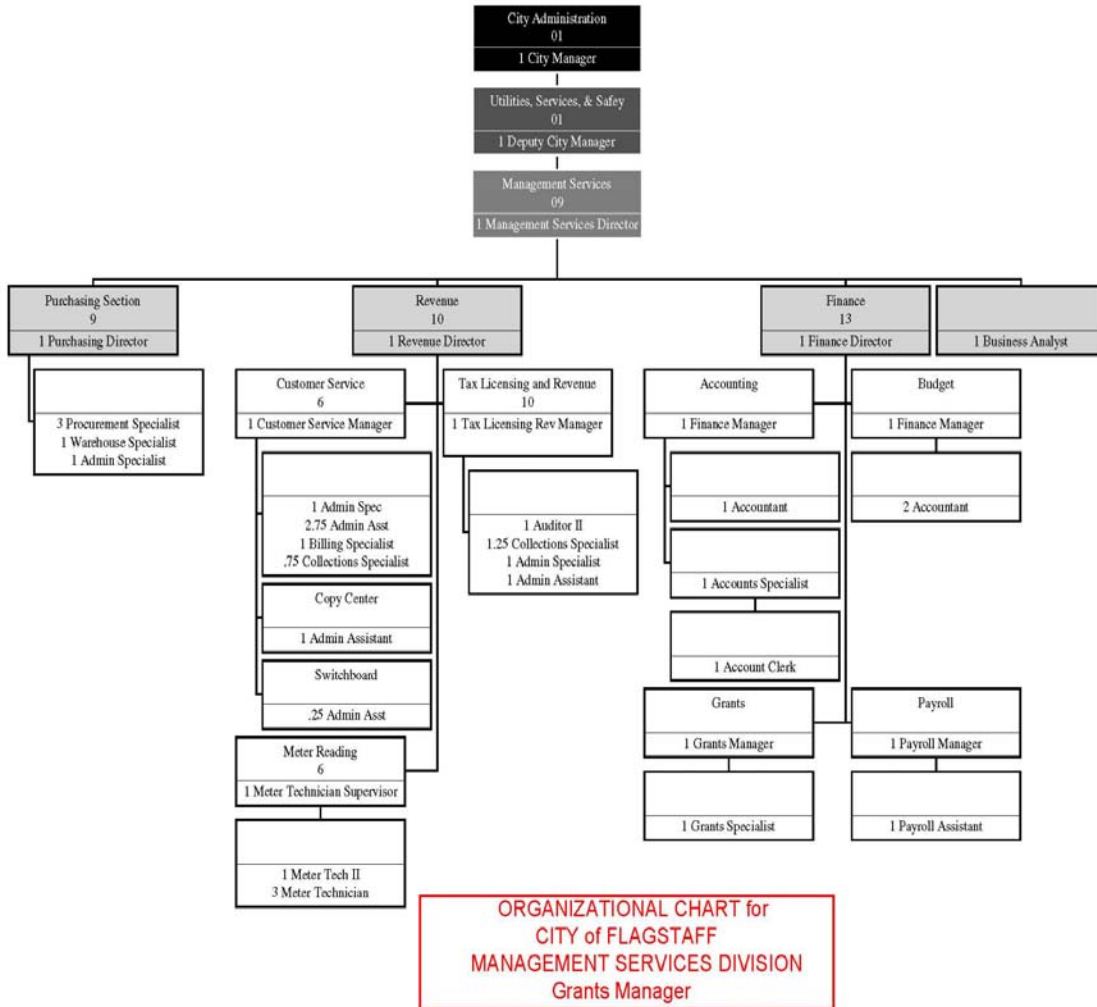 City Administration
01
1 City Manager
Utilities, Services, & Safey
01
1 Deputy City Manager
Management Services
09
1 Management Services Director
Purchasing Section
9
1 Purchasing Director
3 Procurement Specialist
1 Warehouse Specialist
1 Admin Specialist
Revenue
10
1 Revenue Director
Customer Service
6
1 Customer Service Manager
1 Admin Spec
2.75 Admin Asst
1 Billing Specialist
.75 Collections Specialist
Copy Center
1 Admin Assistant
Switchboard
.25 Admin Asst
Meter Reading
6
1 Meter Technician Supervisor
1 Meter Tech II
3 Meter Technician
Tax Licensing and Revenue
10
1 Tax Licensing Rev Manager
1 Auditor II
1.25 Collections Specialist
1 Admin Specialist
1 Admin Assistant
Finance
13
1 Finance Director
Accounting
1 Finance Manager
1 Accountant
1 Accounts Specialist
1 Account Clerk
Budget
1 Finance Manager
2 Accountant
Grants
1 Grants Manager
1 Grants Specialist
Payroll
1 Payroll Manager
1 Payroll Assistant
1 Business Analyst
ORGANIZATIONAL CHART for
CITY of FLAGSTAFF
MANAGEMENT SERVICES DIVISION
Grants Manager